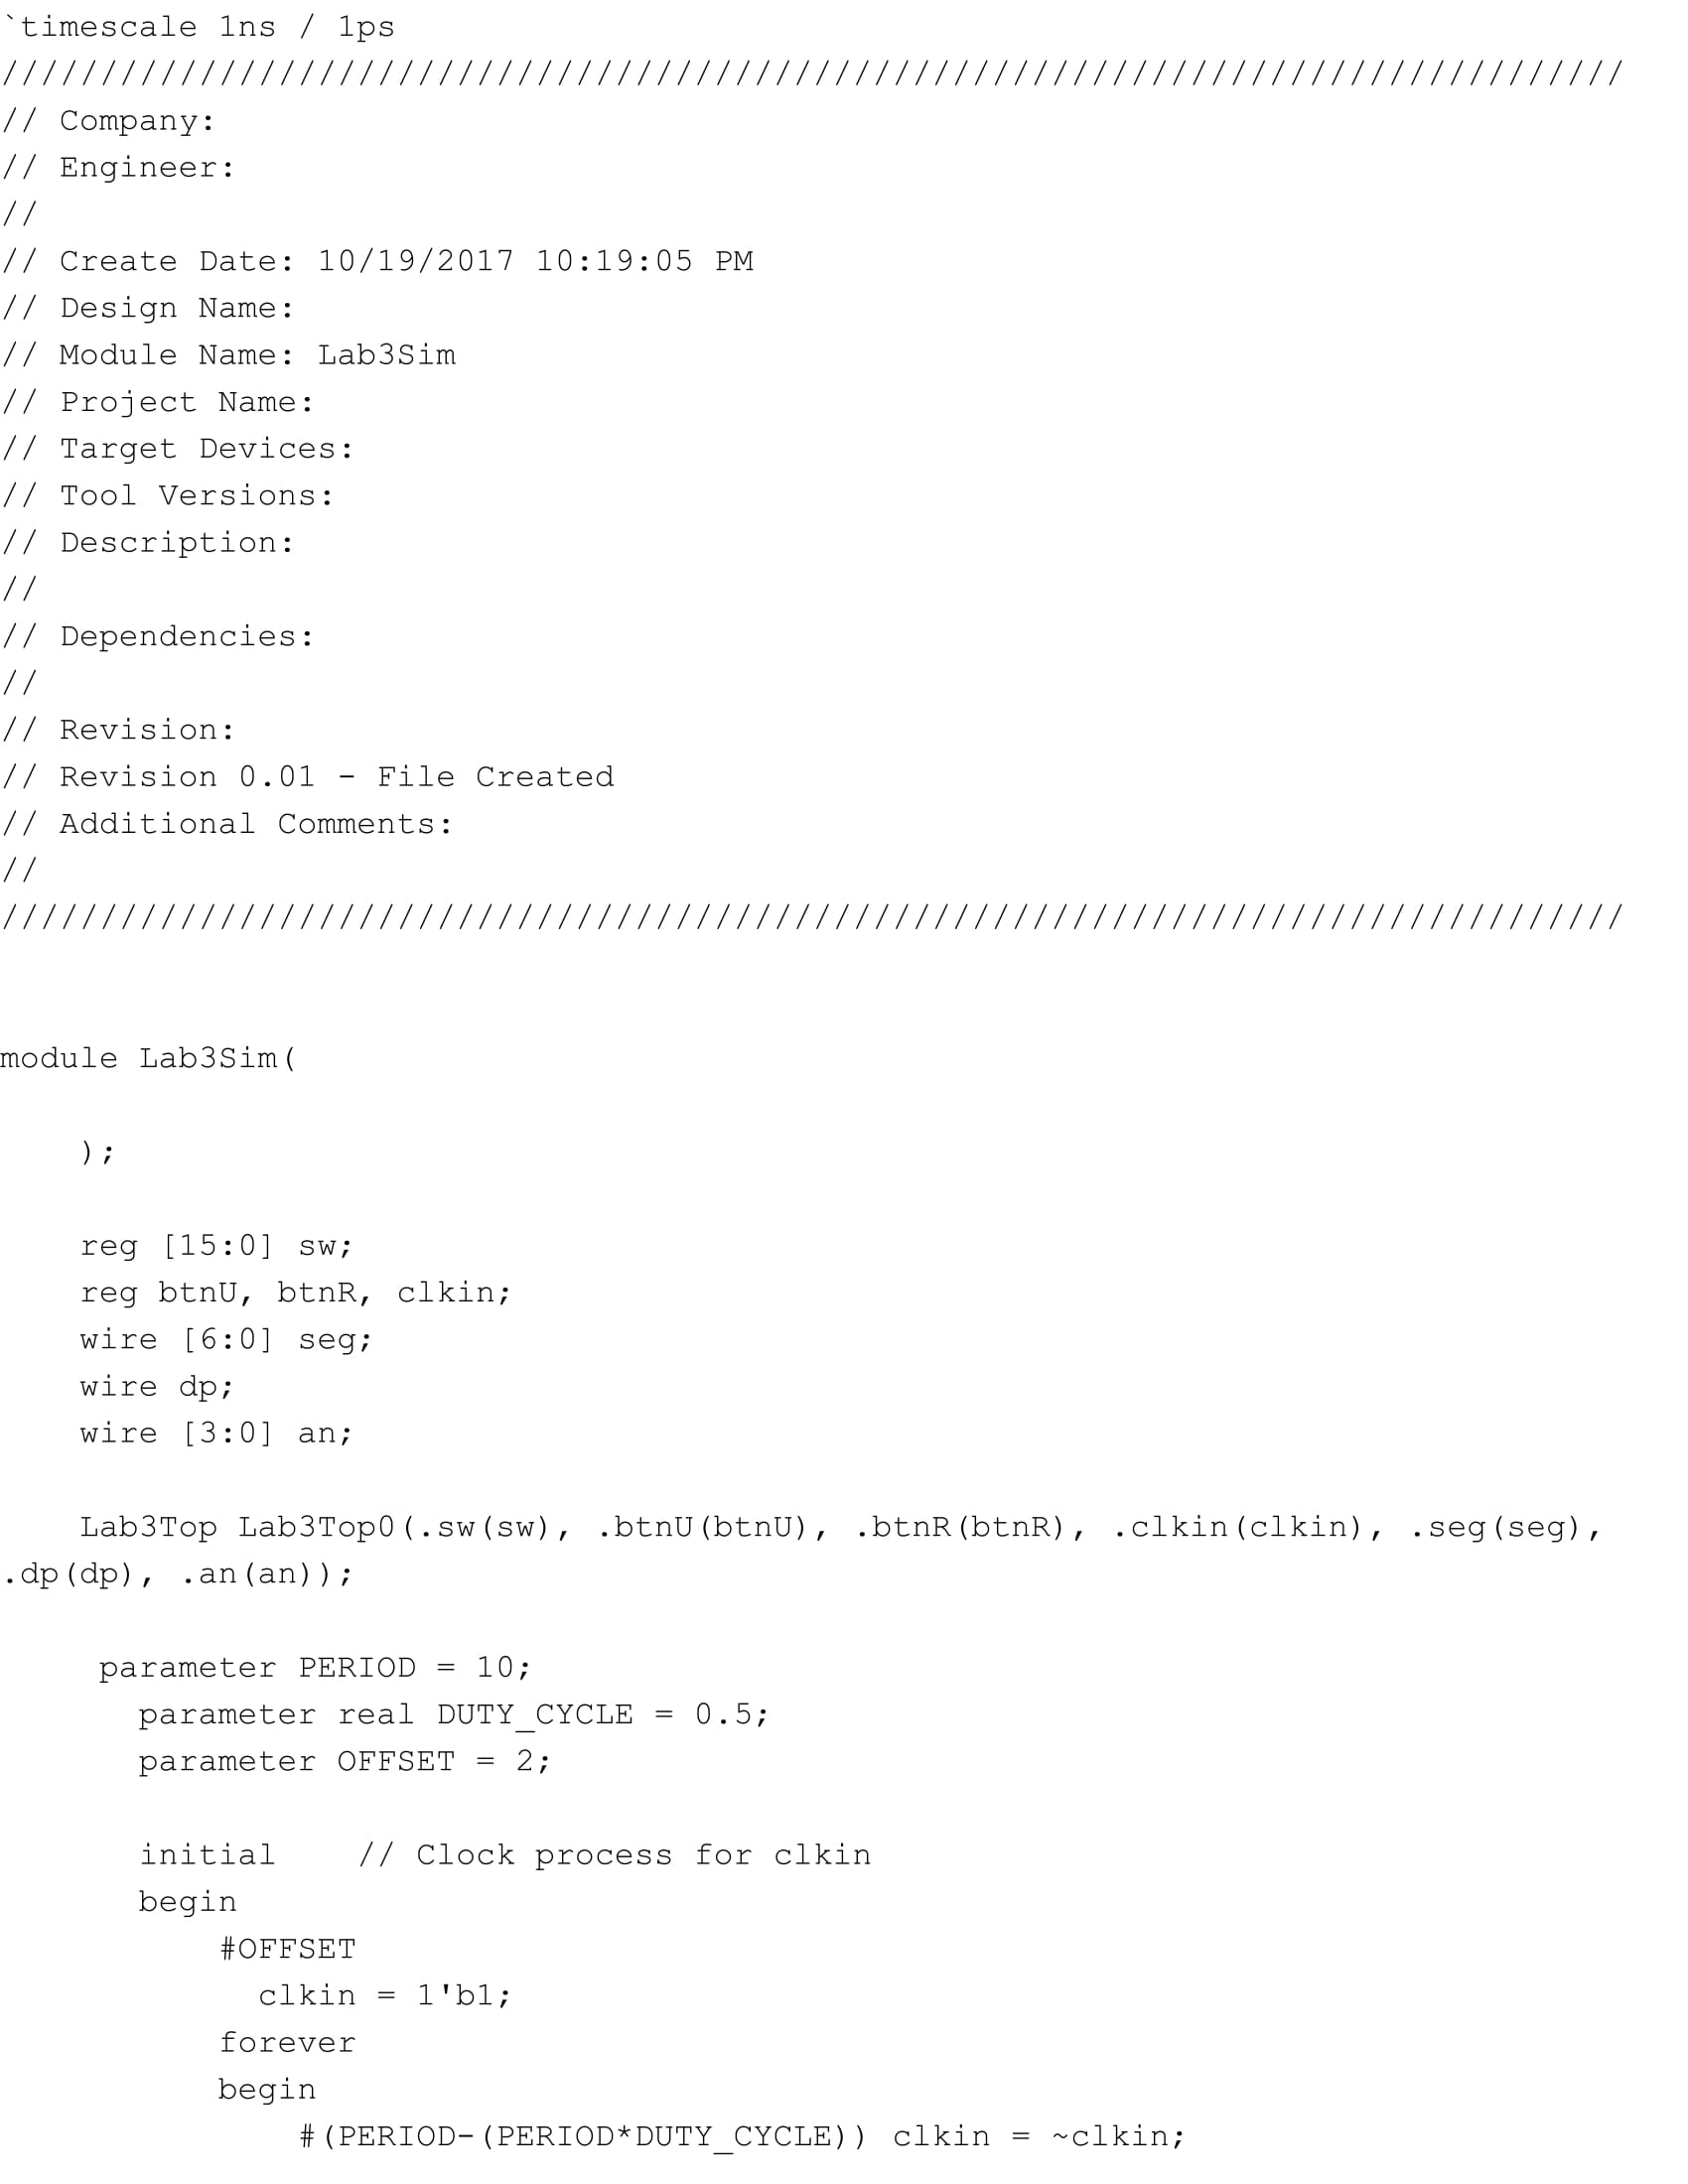 `timescale 1ns / 1ps
//////////////////////////////////////////////////////////////////////////////////
// Company:
// Engineer:
//
// Create Date: 10/19/2017 10:19:05 PM
// Design Name:
// Module Name: Lab3Sim
// Project Name:
// Target Devices:
// Tool Versions:
// Description:
//
// Dependencies:
//
// Revision:
// Revision 0.01 - File Created
// Additional Comments:
//
//////////////////////////////////////////////////////////////////////////////////
module Lab3Sim(
    );
    reg [15:0] sw;
    reg btnU, btnR, clkin;
    wire [6:0] seg;
    wire dp;
    wire [3:0] an;
    Lab3Top Lab3Top0(.sw(sw), .btnU(btnU), .btnR(btnR), .clkin(clkin), .seg(seg),
.dp(dp), .an(an));
     parameter PERIOD = 10;
       parameter real DUTY_CYCLE = 0.5;
       parameter OFFSET = 2;
       initial    // Clock process for clkin
       begin
           #OFFSET
             clkin = 1'b1;
           forever
           begin
               #(PERIOD-(PERIOD*DUTY_CYCLE)) clkin = ~clkin;